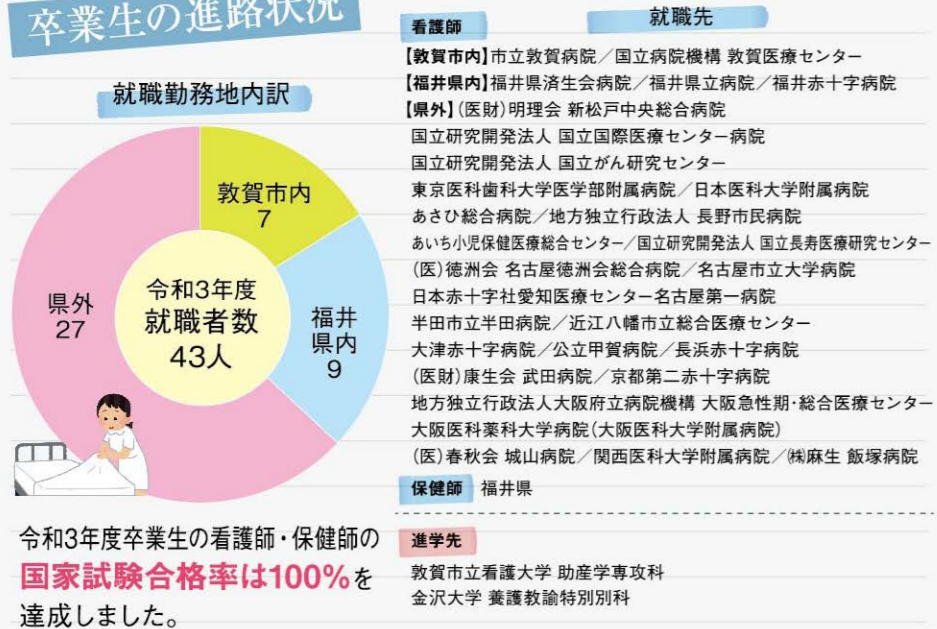 卒業生の進路状況
就職勤務地内訳
敦賀市内
7
福井
県内
9
県外
27
令和3年度
就職者数
43人
令和3年度卒業生の看護師・保健師の
国家試験合格率は100%を
達成しました。
就職先
看護師
【敦賀市内】市立敦賀病院／国立病院機構 敦賀医療センター
【福井県内】福井県済生会病院／福井県立病院／福井赤十字病院
【県外】(医財)明理会 新松戸中央総合病院
国立研究開発法人 国立国際医療センター病院
国立研究開発法人 国立がん研究センター
東京医科歯科大学医学部附属病院／日本医科大学附属病院
あさひ総合病院／地方独立行政法人 長野市民病院
あいち小児保健医療総合センター／国立研究開発法人 国立長寿医療研究センター
(医)徳洲会 名古屋徳洲会総合病院／名古屋市立大学病院
日本赤十字社愛知医療センター名古屋第一病院
半田市立半田病院／近江八幡市立総合医療センター
大津赤十字病院／公立甲賀病院／長浜赤十字病院
(医財)康生会 武田病院／京都第二赤十字病院
地方独立行政法人大阪府立病院機構 大阪急性期・総合医療センター
大阪医科薬科大学病院(大阪医科大学附属病院)
(医)春秋会 城山病院／関西医科大学附属病院／㈱麻生 飯塚病院
保健師 福井県
進学先
敦賀市立看護大学 助産学専攻科
金沢大学 養護教諭特別別科